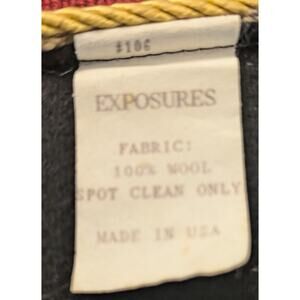 #106
EXPOSURES
FABRIC:
100% WOOL
SPOT CLEAN ONLY
MADE IN USA